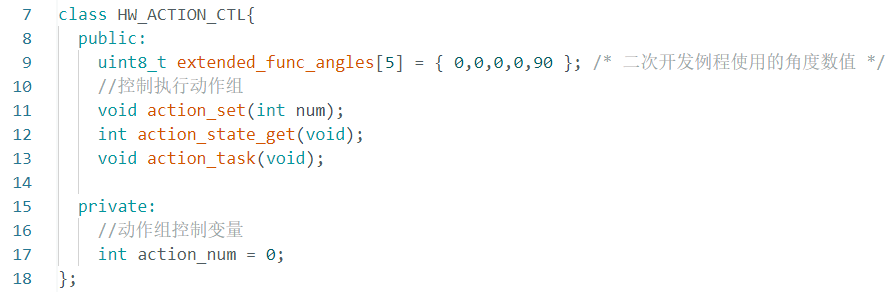 7 class HW_ACTION_CTL{
8 public:
9 uint8_t extended_func_angles[5] = { 0,0,0,0,90 }; /* 二次开发例程使用的角度数值 */
10 //控制执行动作组
11 void action_set(int num);
12 int action_state_get(void);
13 void action_task(void);
14
15 private:
16 //动作组控制变量
17 int action_num = 0;
18 };